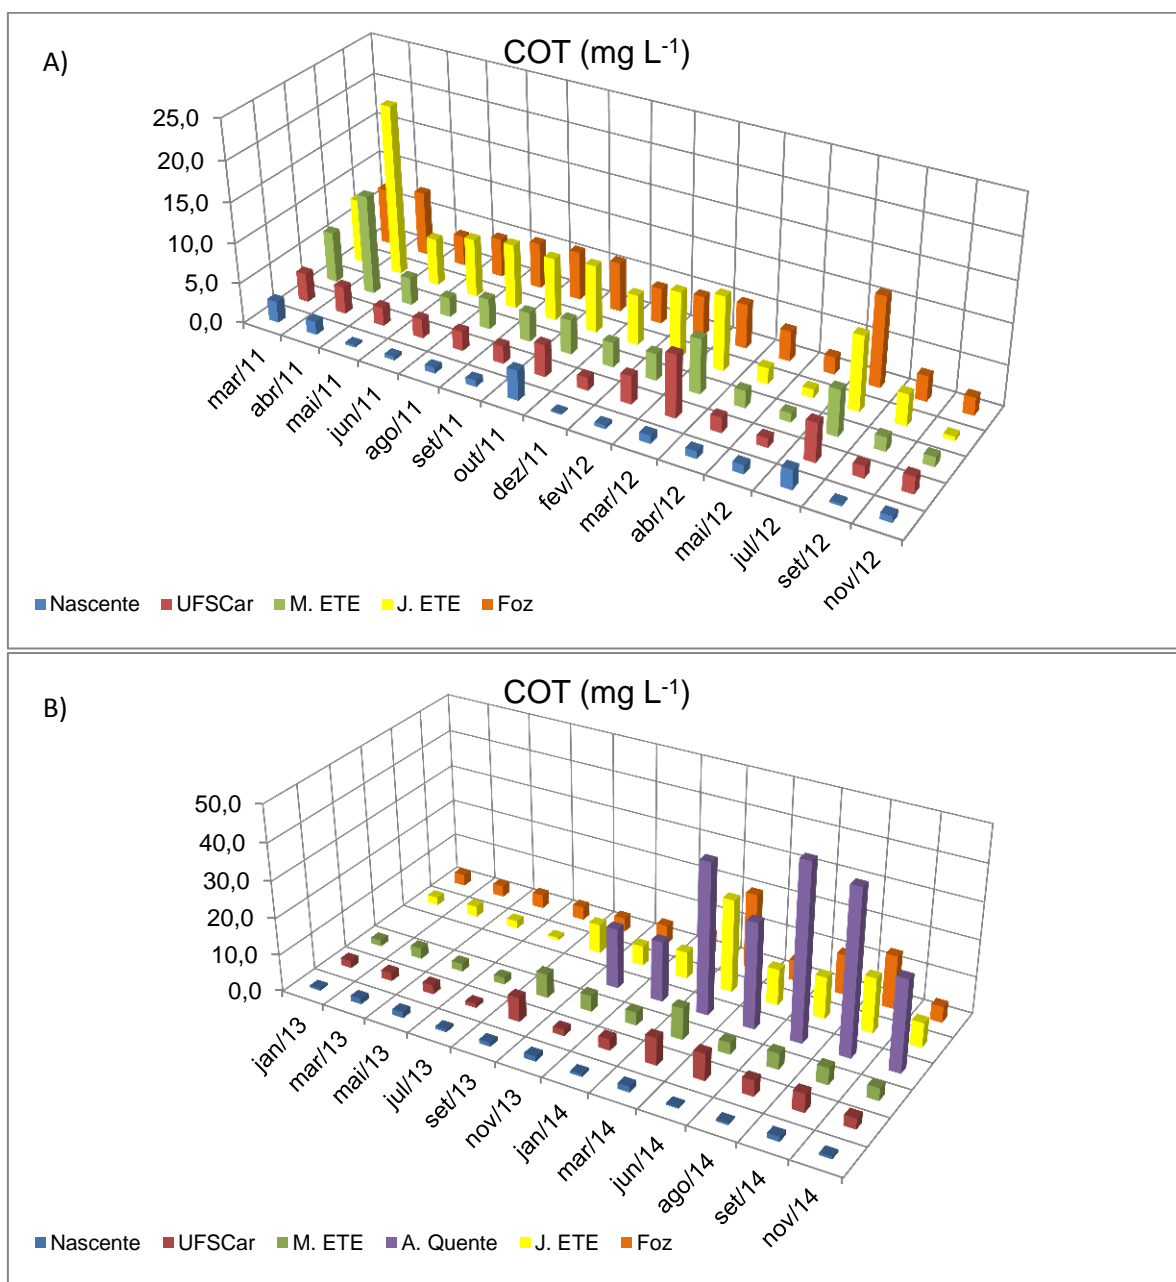 A)
COT (mg L-1)
25,0
20,0
15,0
10,0
5,0
0,0
mar/11
abr/11
mai/11
jun/11
ago/11
set/11
out/11
dez/11
fev/12
mar/12
abr/12
mai/12
jul/12
set/12
nov/12
Nascente UFSCar M. ETE J. ETE Foz
B)
COT (mg L-1)
50,0
40,0
30,0
20,0
10,0
0,0
jan/13
mar/13
mai/13
jul/13
set/13
nov/13
jan/14
mar/14
jun/14
ago/14
set/14
nov/14
Nascente UFSCar M. ETE A. Quente J. ETE Foz